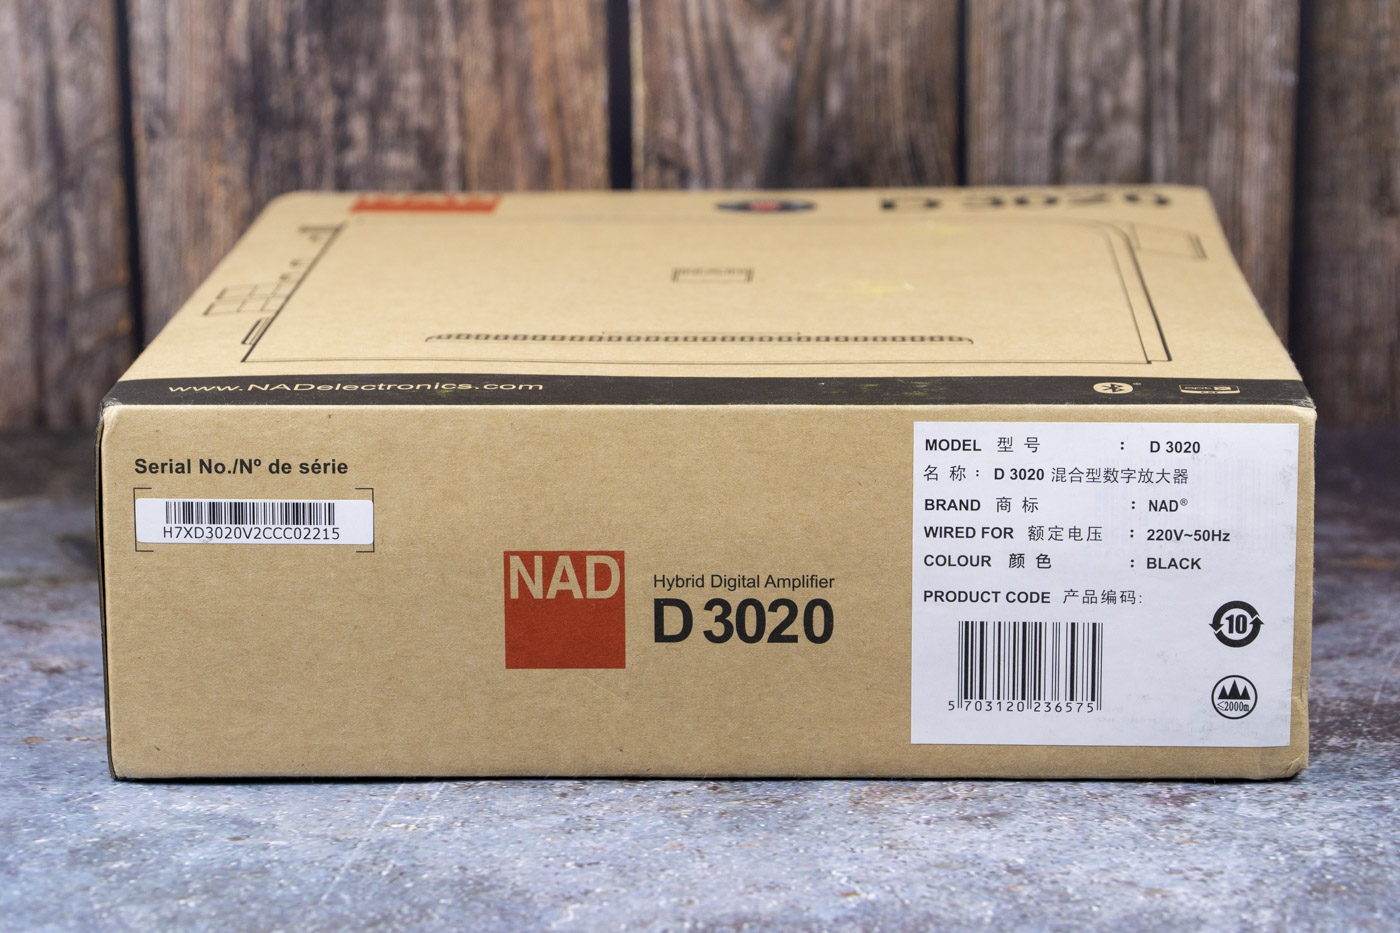 NAD
D 3020
www.NADelectronics.com
Serial No./Nº de série
H7XD3020V2CCC02215
NAD
Hybrid Digital Amplifier
D 3020
MODEL 型 号 : D 3020
名 称 : D 3020 混合型数字放大器
BRAND 商 标 : NAD®
WIRED FOR 额定电压 : 220V~50Hz
COLOUR 颜 色 : BLACK
PRODUCT CODE 产品编码:
5 703120 236575
10
≤2000m